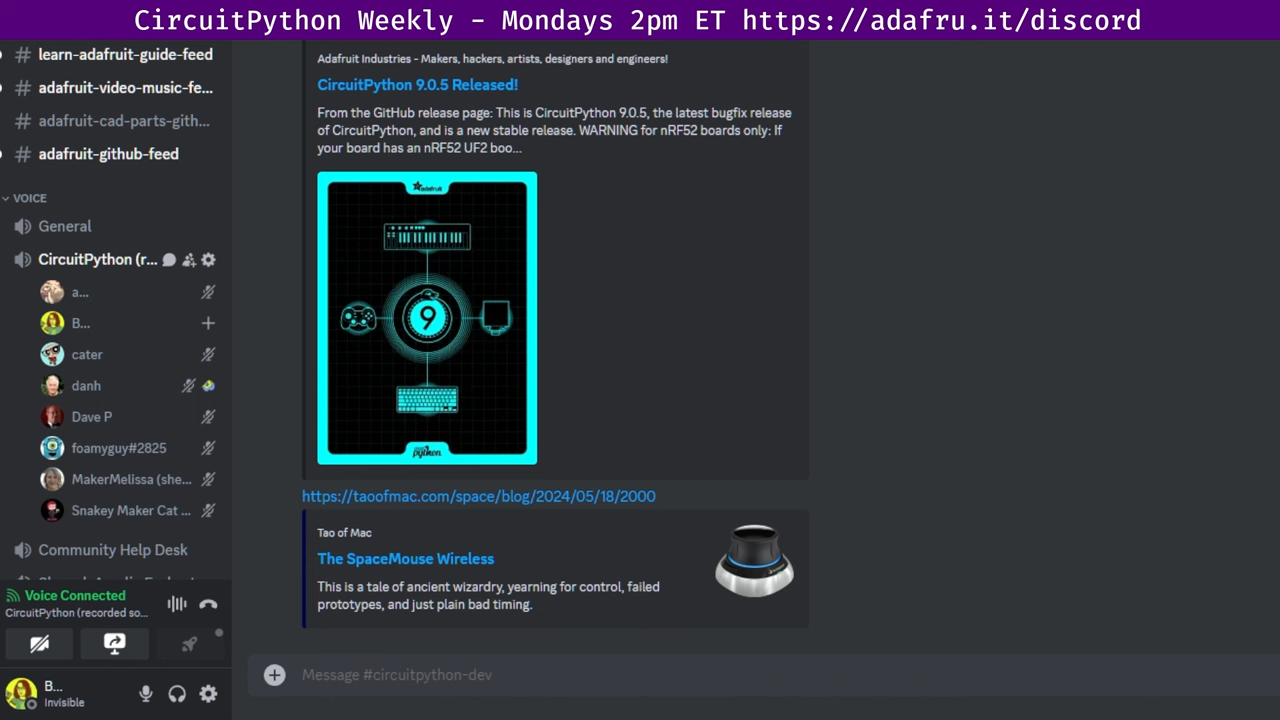 CircuitPython Weekly - Mondays 2pm ET https://adafru.it/discord
# learn-adafruit-guide-feed
# adafruit-video-music-fe...
# adafruit-cad-parts-gith...
# adafruit-github-feed
VOICE
General
CircuitPython (r...
a...
B...
cater
danh
Dave P
foamyguy#2825
MakerMelissa (she...
Snakey Maker Cat ...
Community Help Desk
Voice Connected
CircuitPython (recorded so...
B...
Invisible
Adafruit Industries - Makers, hackers, artists, designers and engineers!
CircuitPython 9.0.5 Released!
From the GitHub release page: This is CircuitPython 9.0.5, the latest bugfix release
of CircuitPython, and is a new stable release. WARNING for nRF52 boards only: If
your board has an nRF52 UF2 boo...
adafruit
9
python
https://taoofmac.com/space/blog/2024/05/18/2000
Tao of Mac
The SpaceMouse Wireless
This is a tale of ancient wizardry, yearning for control, failed
prototypes, and just plain bad timing.
Message #circuitpython-dev